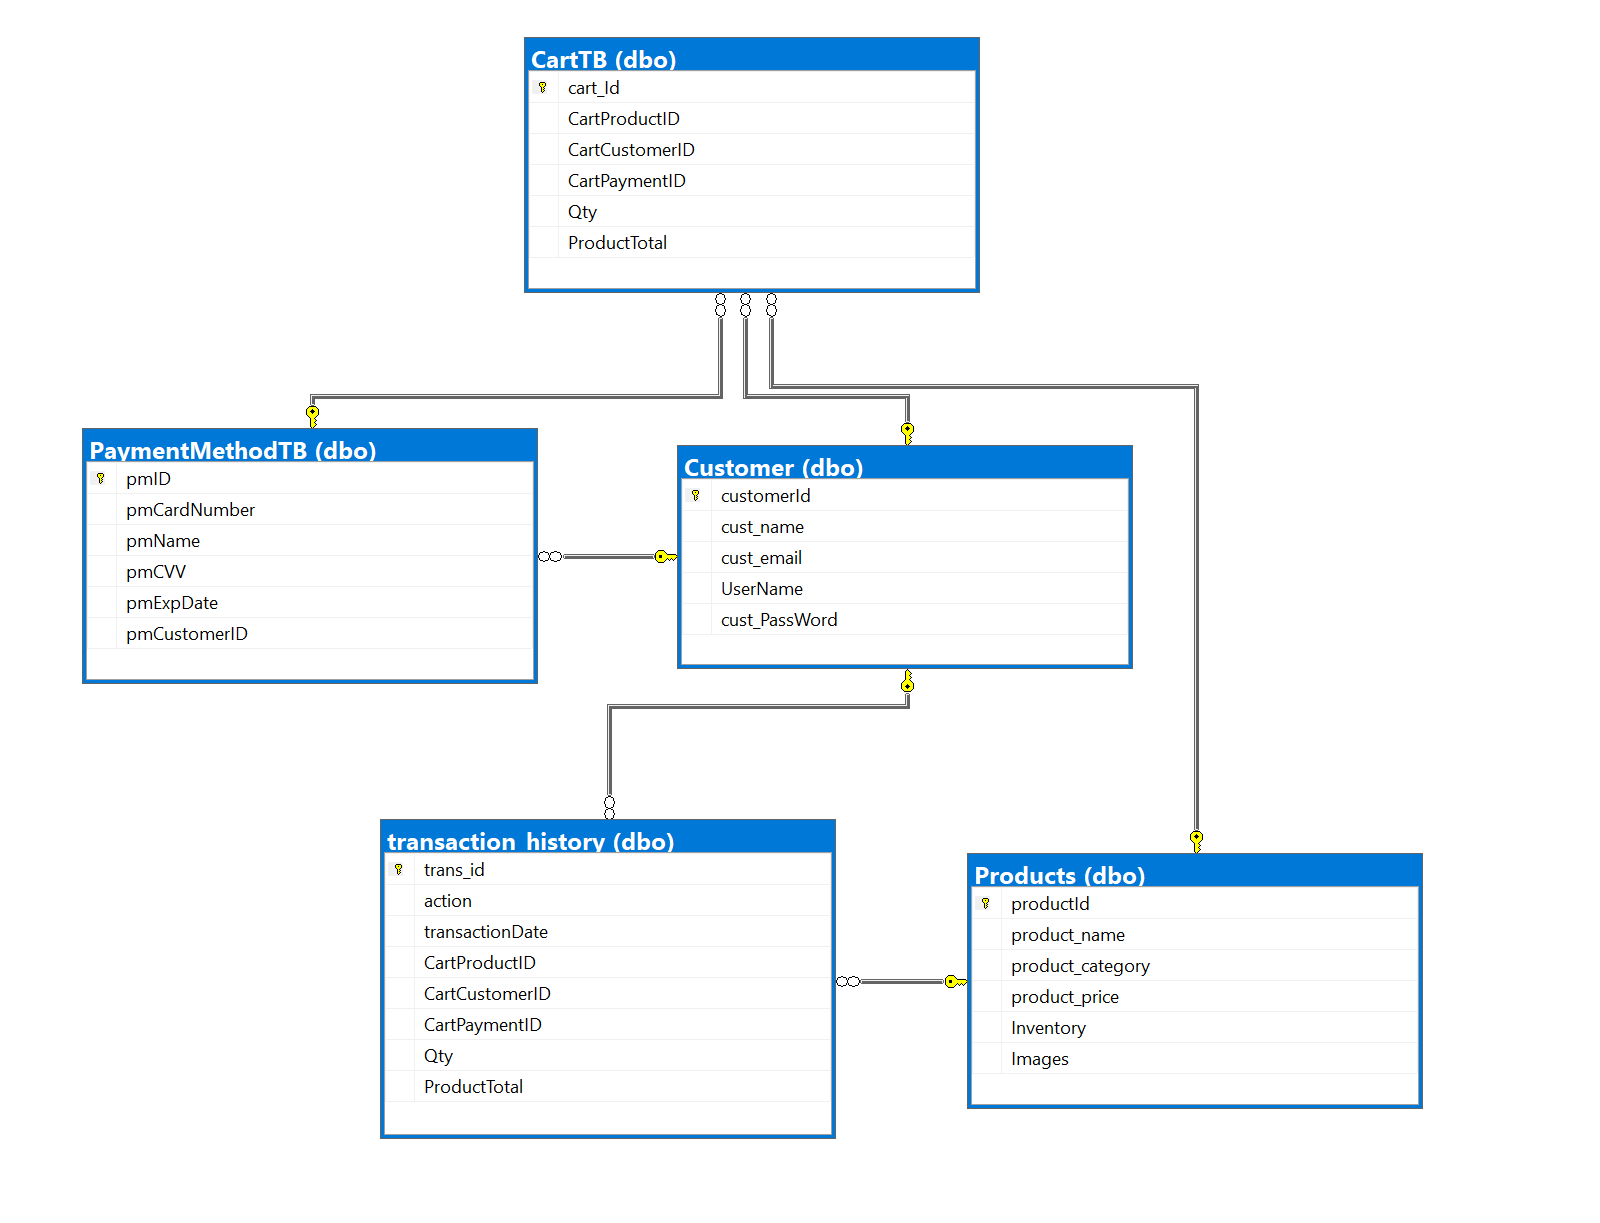 CartTB (dbo)
cart_Id
CartProductID
CartCustomerID
CartPaymentID
Qty
ProductTotal
PaymentMethodTB (dbo)
pmID
pmCardNumber
pmName
pmCVV
pmExpDate
pmCustomerID
Customer (dbo)
customerId
cust_name
cust_email
UserName
cust_PassWord
transaction_history (dbo)
trans_id
action
transactionDate
CartProductID
CartCustomerID
CartPaymentID
Qty
ProductTotal
Products (dbo)
productId
product_name
product_category
product_price
Inventory
Images